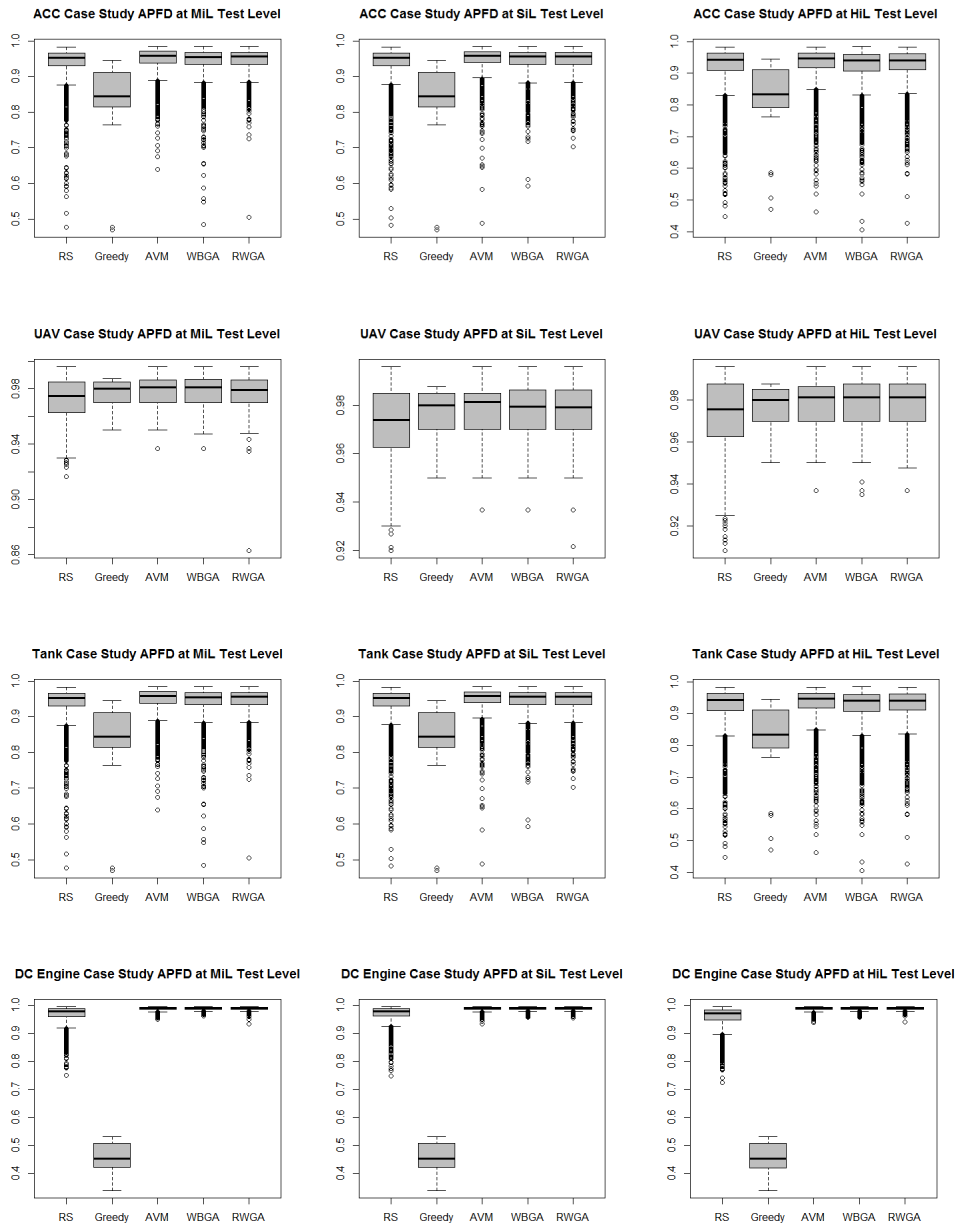 ACC Case Study APFD at MiL Test Level
1.0
0.9
0.8
0.7
0.6
0.5
RS Greedy AVM WBGA RWGA
ACC Case Study APFD at SiL Test Level
1.0
0.9
0.8
0.7
0.6
0.5
RS Greedy AVM WBGA RWGA
ACC Case Study APFD at HiL Test Level
1.0
0.9
0.8
0.7
0.6
0.5
0.4
RS Greedy AVM WBGA RWGA
UAV Case Study APFD at MiL Test Level
0.98
0.94
0.90
0.86
RS Greedy AVM WBGA RWGA
UAV Case Study APFD at SiL Test Level
0.98
0.96
0.94
0.92
RS Greedy AVM WBGA RWGA
UAV Case Study APFD at HiL Test Level
0.98
0.96
0.94
0.92
RS Greedy AVM WBGA RWGA
Tank Case Study APFD at MiL Test Level
1.0
0.9
0.8
0.7
0.6
0.5
RS Greedy AVM WBGA RWGA
Tank Case Study APFD at SiL Test Level
1.0
0.9
0.8
0.7
0.6
0.5
RS Greedy AVM WBGA RWGA
Tank Case Study APFD at HiL Test Level
1.0
0.9
0.8
0.7
0.6
0.5
0.4
RS Greedy AVM WBGA RWGA
DC Engine Case Study APFD at MiL Test Level
1.0
0.9
0.8
0.7
0.6
0.5
0.4
RS Greedy AVM WBGA RWGA
DC Engine Case Study APFD at SiL Test Level
1.0
0.9
0.8
0.7
0.6
0.5
0.4
RS Greedy AVM WBGA RWGA
DC Engine Case Study APFD at HiL Test Level
1.0
0.9
0.8
0.7
0.6
0.5
0.4
RS Greedy AVM WBGA RWGA